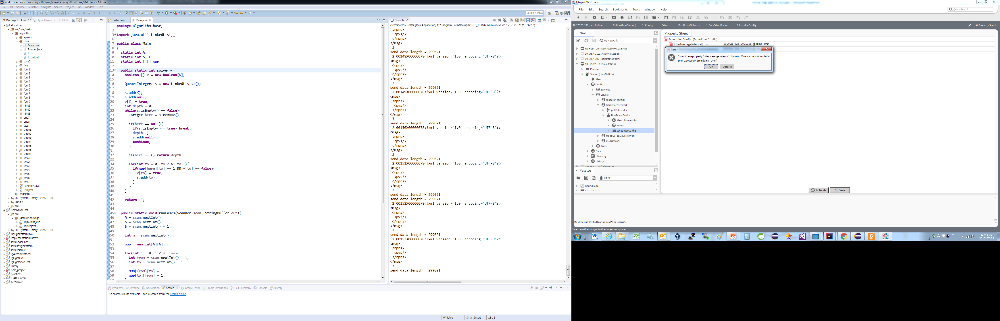 workspace-Java - Java - algorithm/src/java/main/algorithm/base/Main.java - Eclipse
File Edit Source Refactor Navigate Search Project Run Window Help
Quick Access
Package Explorer Type Hierarchy JUnit
algorithm
src/java/main
algorithm
aplusb
base
Main.java
Runner.java
tc.in
tc.output
base2
five
four1
four2
four3
four4
four5
four6
four7
four8
four9
nine1
nine2
nine3
one7
one8
test
three1
three2
three3
three4
three5
three6
three7
two1
two2
two3
two4
two5
two6
two7
Function.java
Util.java
codejam
JRE System Library [JavaSE-1.8]
JUnit 4
src
BmsDriverTest
src
(default package)
TcpClient.java
Tester.java
JRE System Library [JavaSE-1.8]
DesignPatternJava
ImplementationPattern
JavaCodeLines
JavaDesignPattern
JavaUnitTest
lgAirconProtocol
lgLightCxf
lgLightSoapTest
library
pms_project
practices
Rs485Comm
TcpServer
Tester.java Main.java
1 package algorithm.base;
2
3 import java.util.LinkedList;
6
7 public class Main
8 {
9 static int N;
10 static int S, E;
11 static int [][] map;
12
13 public static int solve(){
14 boolean [] v = new boolean[N];
15
16 Queue<Integer> s = new LinkedList<>();
17
18 s.add(S);
19 s.add(null);
20 v[S] = true;
21 int depth = 0;
22 while(s.isEmpty() == false){
23 Integer here = s.remove();
24
25 if(here == null){
26 if(s.isEmpty()== true) break;
27 depth++;
28 s.add(null);
29 continue;
30 }
31
32 if(here == E) return depth;
33
34 for(int to = 0; to < N; to++){
35 if(map[here][to] == 1 && v[to] == false){
36 v[to] = true;
37 s.add(to);
38 }
39 }
40 }
41
42 return -1;
43 }
44
45 public static void runCases(Scanner scan, StringBuffer out){
46 N = scan.nextInt();
47 S = scan.nextInt() - 1;
48 E = scan.nextInt() - 1;
49
50 int m = scan.nextInt();
51
52 map = new int[N][N];
53
54 for(int i = 0; i < m ;i++){
55 int from = scan.nextInt() - 1;
56 int to = scan.nextInt() - 1;
57
58 map[from][to] = 1;
59 map[to][from] = 1;
Console
<terminated> Tester [Java Application] C:₩Program Files₩Java₩jdk1.8.0_131₩bin₩javaw.exe (2017. 7. 25. 오후 3:37:13)
<rprs>
<pvs/>
</rprs>
</msg>
3
send data length = 299021
2 00148X00000078<?xml version="1.0" encoding="UTF-8"?>
<msg>
<rprs>
<pvs/>
</rprs>
</msg>
3
send data length = 299021
2 00149X00000078<?xml version="1.0" encoding="UTF-8"?>
<msg>
<rprs>
<pvs/>
</rprs>
</msg>
3
send data length = 299021
2 00150X00000078<?xml version="1.0" encoding="UTF-8"?>
<msg>
<rprs>
<pvs/>
</rprs>
</msg>
3
send data length = 299021
2 00151X00000078<?xml version="1.0" encoding="UTF-8"?>
<msg>
<rprs>
<pvs/>
</rprs>
</msg>
3
send data length = 299021
send data length = 299021
2 00152X00000078<?xml version="1.0" encoding="UTF-8"?>
<msg>
<rprs>
<pvs/>
</rprs>
</msg>
3
send data length = 299021
2 00153X00000078<?xml version="1.0" encoding="UTF-8"?>
<msg>
<rprs>
<pvs/>
</rprs>
</msg>
3
send data length = 299021
Problems Javadoc Declaration Search Gradle Tasks Gradle Executions Call Hierarchy Console History
No search results available. Start a search from the search dialog...
Writable Smart Insert 13 : 1
Niagara Workbench
File Edit Search Bookmarks Tools Window Help
Quick Search
10.175.92.139 (bmsStation) : Station (bmsStation) : Config : Drivers : BmsDriverNetwork : BmsDriverDevice : Scheduler Config
AX Property Sheet
Nav
My Network
My Host : GR-RD10-NA100XO.LGE.NET
10.175.41.101 (nationalStation)
10.175.41.90 (NiagaraPlatform)
10.175.92.139 (bmsStation)
Platform
Station (bmsStation)
Alarm
Config
Services
Drivers
NiagaraNetwork
BmsDriverNetwork
pollScheduler
BmsDriverDevice
Alarm Source Info
Points
Scheduler Config
ModbusTcpSlaveNetwork
LLDNetwork
Apps
Files
Hierarchy
History
Palette
kitPx
BoundLabel
ActionButton
Property Sheet
Scheduler Config (Scheduler Config)
interMessageInterval(ms) 00000h 01m 00.100s [0ms-1min]
Error
Cannot save property "Inter Message Interval". 1min 0.100secs > 1min [0ms - 1min]
1min 0.100secs > 1min [0ms - 1min]
OK Details
Refresh Save
C:\Users\USER\Niagara4.2\tridium>
Save: save the changes to the current component
A 漢
오후 5:39
2017-07-25